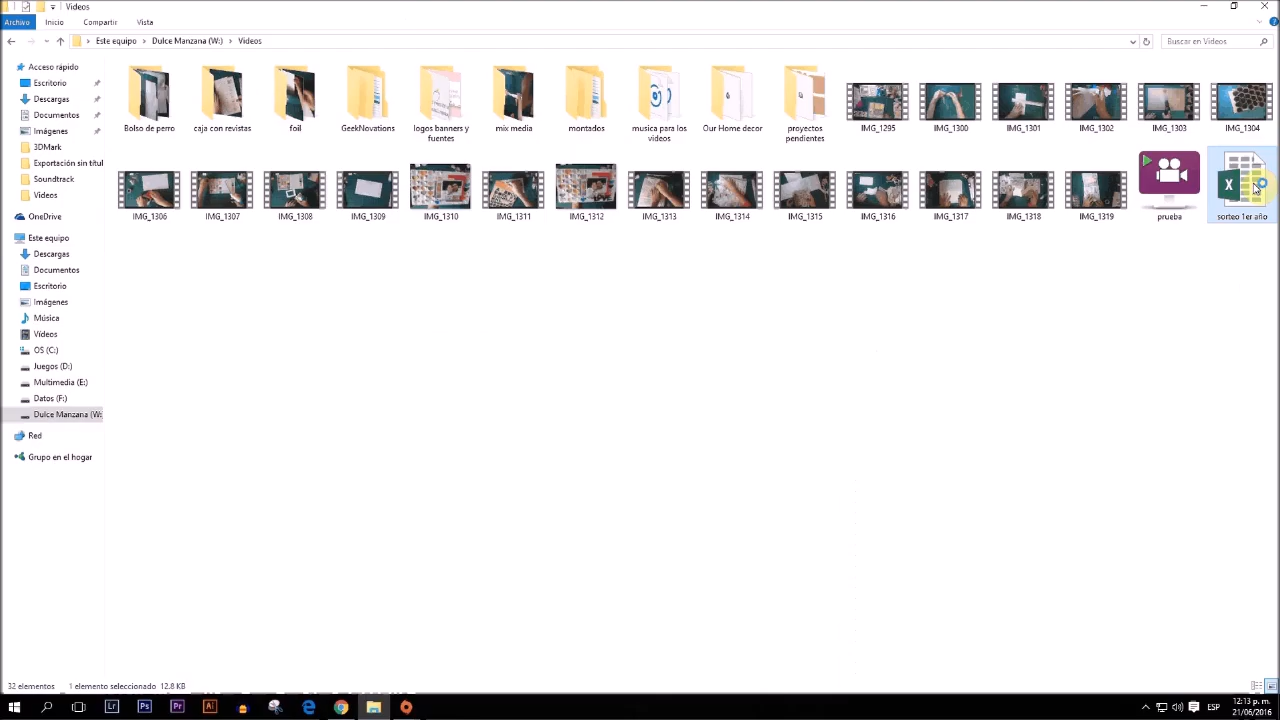 Videos
Archivo Inicio Compartir Vista
Este equipo > Dulce Manzana (W:) > Videos
Buscar en Videos
Acceso rápido
Escritorio
Descargas
Documentos
Imágenes
3DMark
Exportación sin títul
Soundtrack
Videos
OneDrive
Este equipo
Descargas
Documentos
Escritorio
Imágenes
Música
Vídeos
OS (C:)
Juegos (D:)
Multimedia (E:)
Datos (F:)
Dulce Manzana (W:
Red
Grupo en el hogar
Bolso de perro
caja con revistas
foil
GeekNovations
logos banners y
fuentes
mix media
montados
musica para los
videos
Our Home decor
proyectos
pendientes
IMG_1295
IMG_1300
IMG_1301
IMG_1302
IMG_1303
IMG_1304
IMG_1306
IMG_1307
IMG_1308
IMG_1309
IMG_1310
IMG_1311
IMG_1312
IMG_1313
IMG_1314
IMG_1315
IMG_1316
IMG_1317
IMG_1318
IMG_1319
prueba
sorteo 1er año
32 elementos 1 elemento seleccionado 12.8 KB
Lr Ps Pr Ai
ESP
12:13 p. m.
21/06/2016